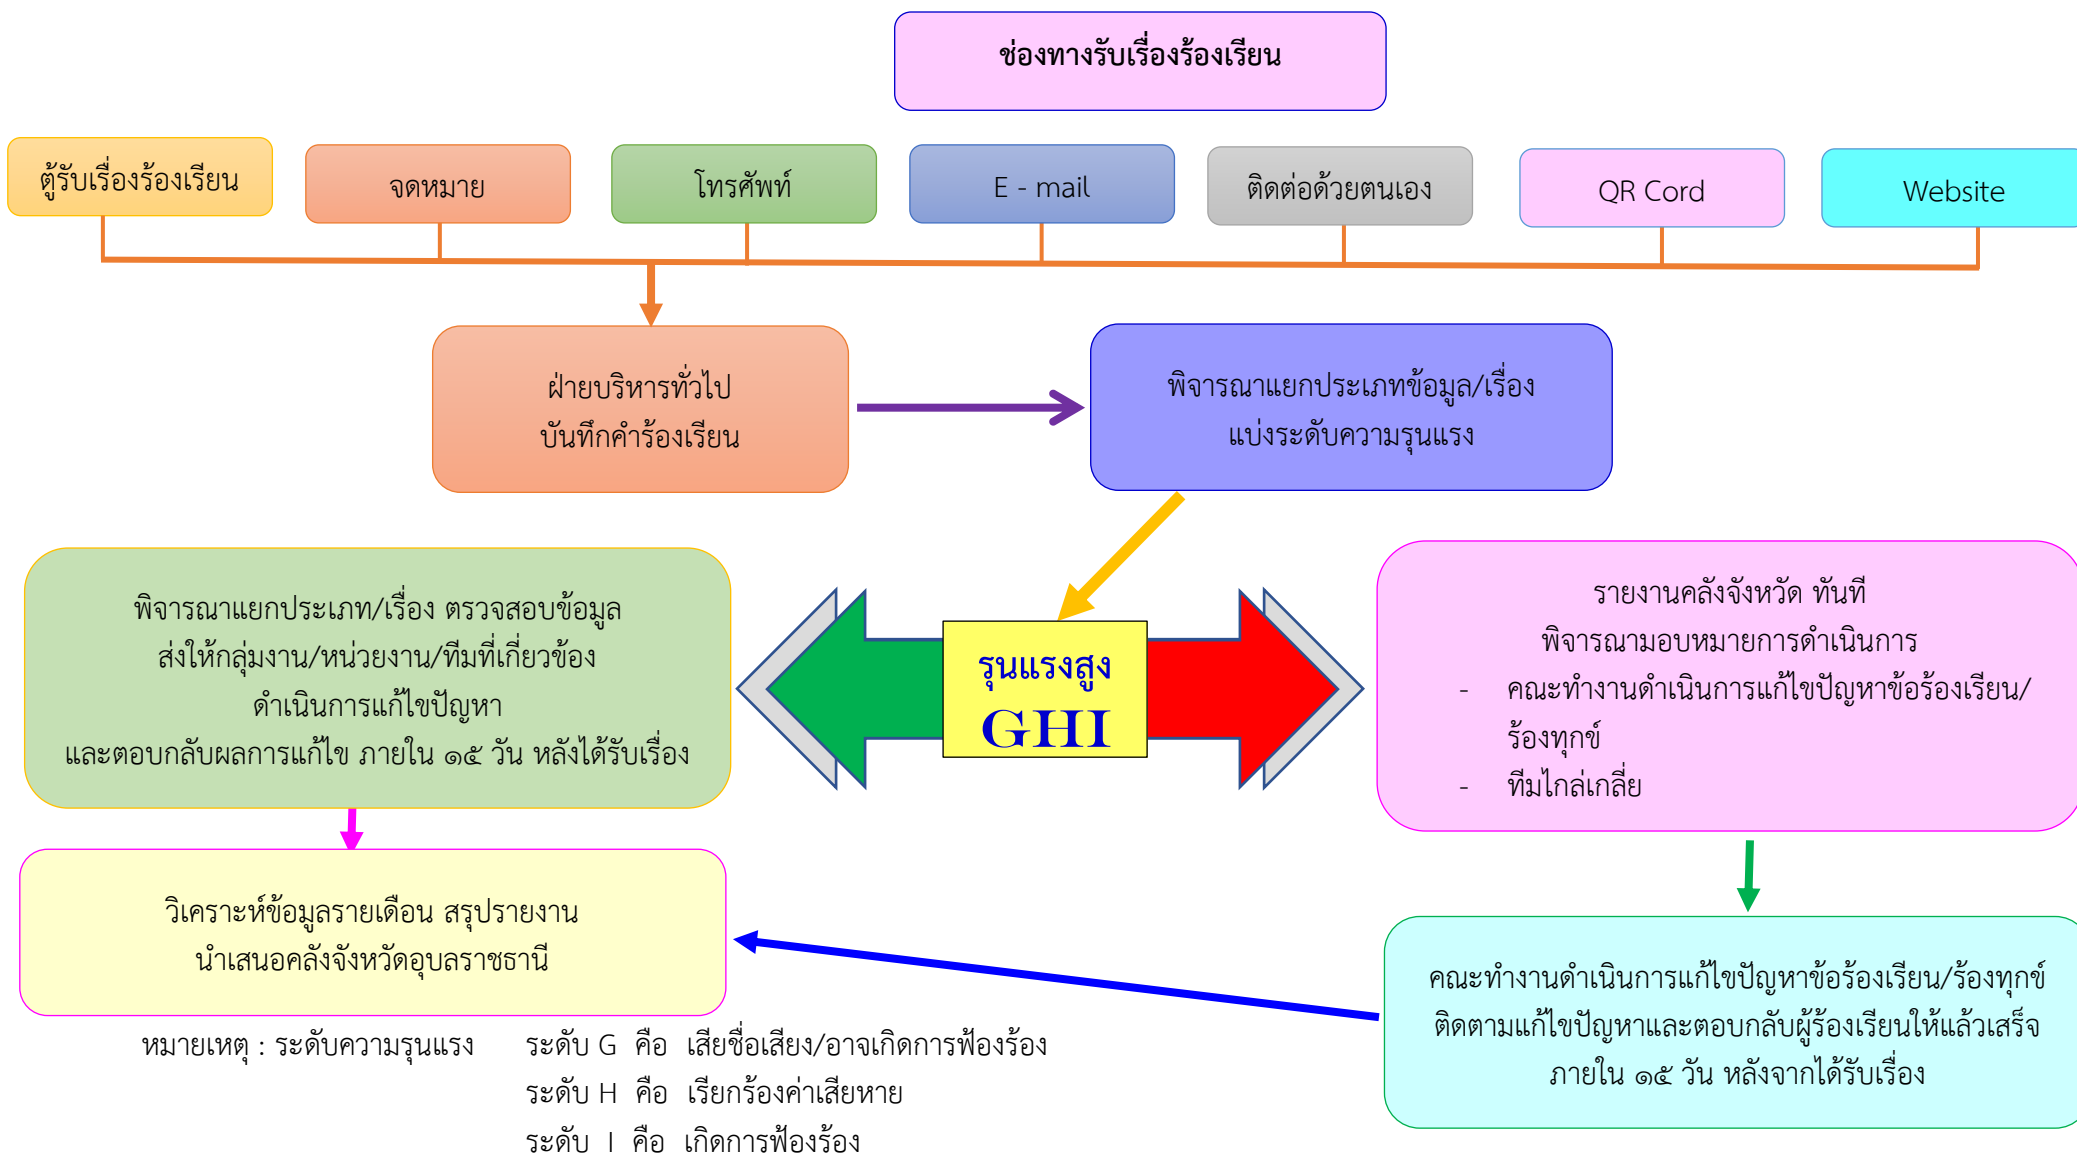 ช่องทางรับเรื่องร้องเรียน
ตู้รับเรื่องร้องเรียน
จดหมาย
โทรศัพท์
E - mail
ติดต่อด้วยตนเอง
QR Cord
Website
ฝ่ายบริหารทั่วไป
บันทึกคำร้องเรียน
พิจารณาแยกประเภทข้อมูล/เรื่อง
แบ่งระดับความรุนแรง
พิจารณาแยกประเภท/เรื่อง ตรวจสอบข้อมูล
ส่งให้กลุ่มงาน/หน่วยงาน/ทีมที่เกี่ยวข้อง
ดำเนินการแก้ไขปัญหา
และตอบกลับผลการแก้ไข ภายใน ๑๕ วัน หลังได้รับเรื่อง
รุนแรงสูง
GHI
รายงานคลังจังหวัด ทันที
พิจารณามอบหมายการดำเนินการ
- คณะทำงานดำเนินการแก้ไขปัญหาข้อร้องเรียน/
ร้องทุกข์
- ทีมไกล่เกลี่ย
วิเคราะห์ข้อมูลรายเดือน สรุปรายงาน
นำเสนอคลังจังหวัดอุบลราชธานี
คณะทำงานดำเนินการแก้ไขปัญหาข้อร้องเรียน/ร้องทุกข์
ติดตามแก้ไขปัญหาและตอบกลับผู้ร้องเรียนให้แล้วเสร็จ
ภายใน ๑๕ วัน หลังจากได้รับเรื่อง
หมายเหตุ : ระดับความรุนแรง ระดับ G คือ เสียชื่อเสียง/อาจเกิดการฟ้องร้อง
ระดับ H คือ เรียกร้องค่าเสียหาย
ระดับ I คือ เกิดการฟ้องร้อง